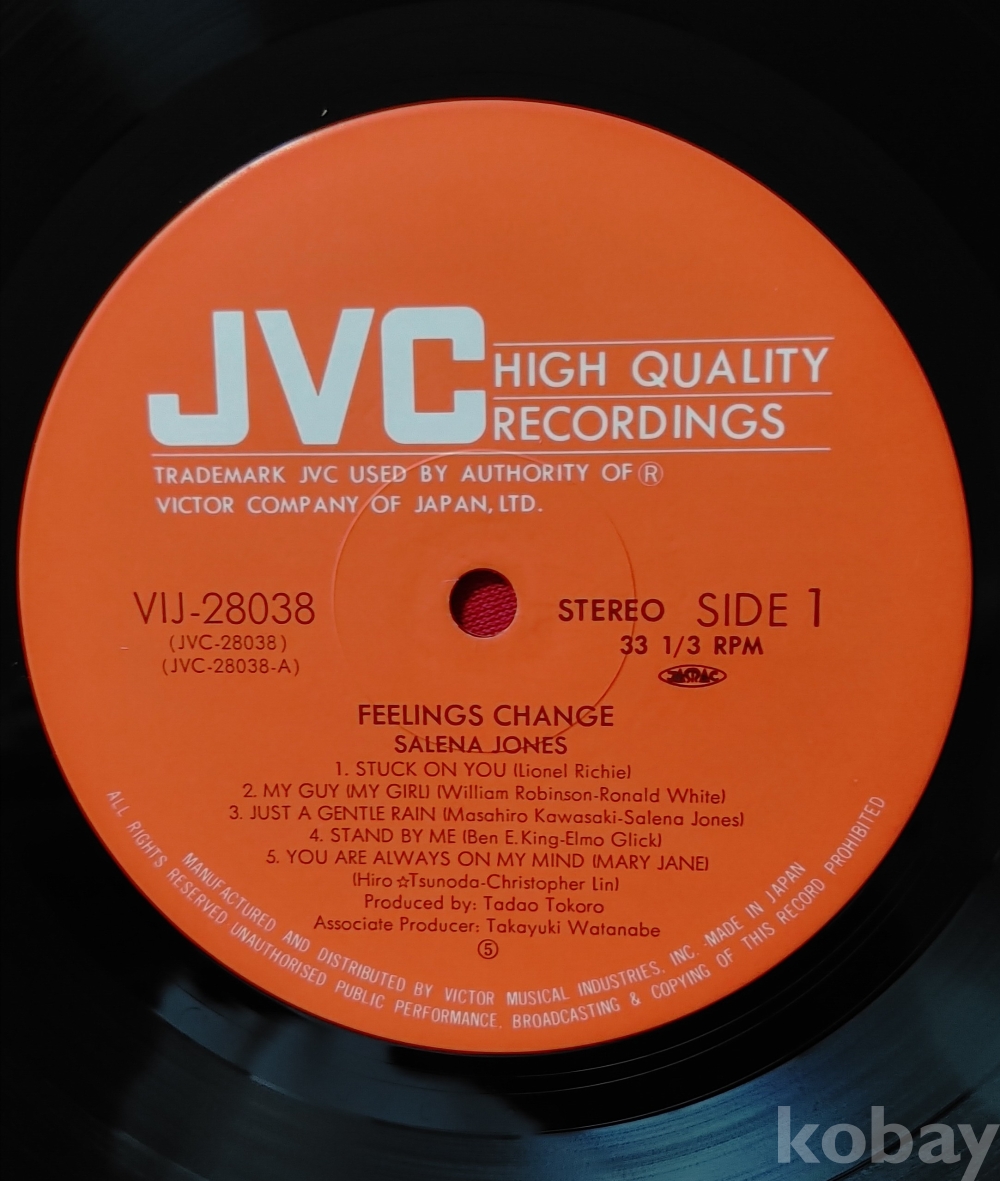 JVC HIGH QUALITY
RECORDINGS
TRADEMARK JVC USED BY AUTHORITY OF ®
VICTOR COMPANY OF JAPAN, LTD.
VIJ-28038
(JVC-28038)
(JVC-28038-A)
STEREO SIDE 1
33 1/3 RPM
JASRAC
FEELINGS CHANGE
SALENA JONES
1. STUCK ON YOU (Lionel Richie)
2. MY GUY (MY GIRL) (William Robinson-Ronald White)
3. JUST A GENTLE RAIN (Masahiro Kawasaki-Salena Jones)
4. STAND BY ME (Ben E.King-Elmo Glick)
5. YOU ARE ALWAYS ON MY MIND (MARY JANE)
(Hiro☆Tsunoda-Christopher Lin)
Produced by: Tadao Tokoro
Associate Producer: Takayuki Watanabe
⑤
MANUFACTURED AND DISTRIBUTED BY VICTOR MUSICAL INDUSTRIES, INC. MADE IN JAPAN
ALL RIGHTS RESERVED UNAUTHORISED PUBLIC PERFORMANCE, BROADCASTING & COPYING OF THIS RECORD PROHIBITED
kobay